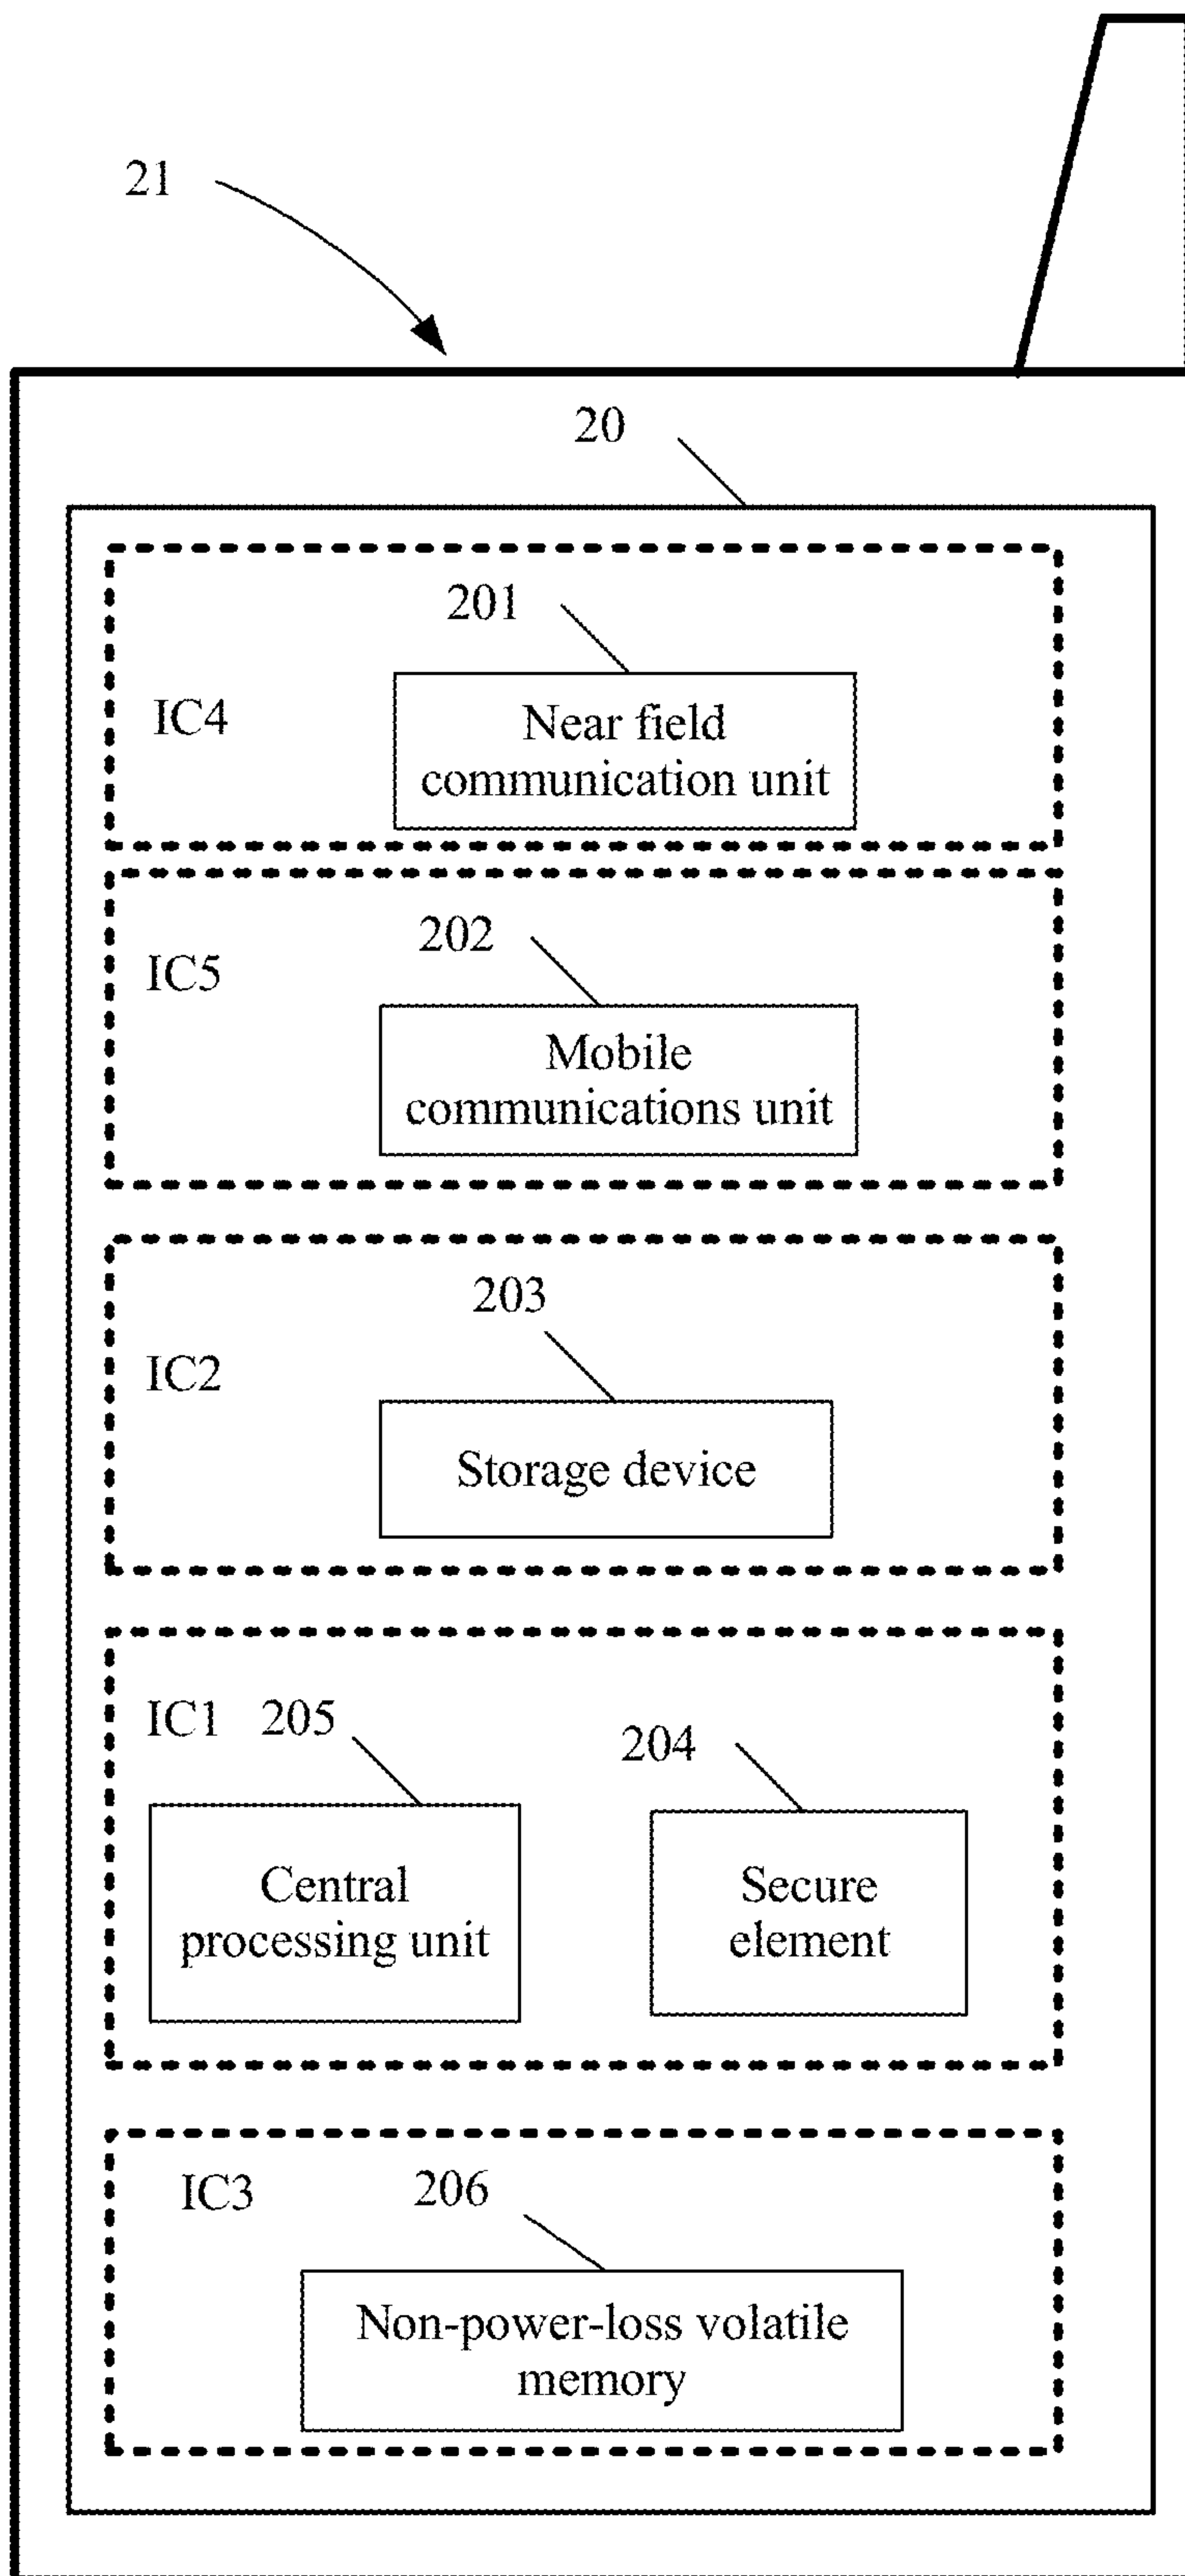 21
20
201
IC4
Near field
communication unit
202
IC5
Mobile
communications unit
203
IC2
Storage device
IC1 205
204
Central
processing unit
Secure
element
IC3
206
Non-power-loss volatile
memory